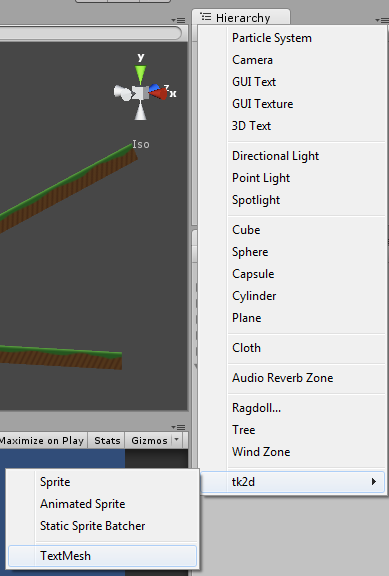 Hierarchy
y
x
Iso
Particle System
Camera
GUI Text
GUI Texture
3D Text
Directional Light
Point Light
Spotlight
Cube
Sphere
Capsule
Cylinder
Plane
Cloth
Audio Reverb Zone
Ragdoll...
Tree
Wind Zone
tk2d
Maximize on Play Stats Gizmos
Sprite
Animated Sprite
Static Sprite Batcher
TextMesh